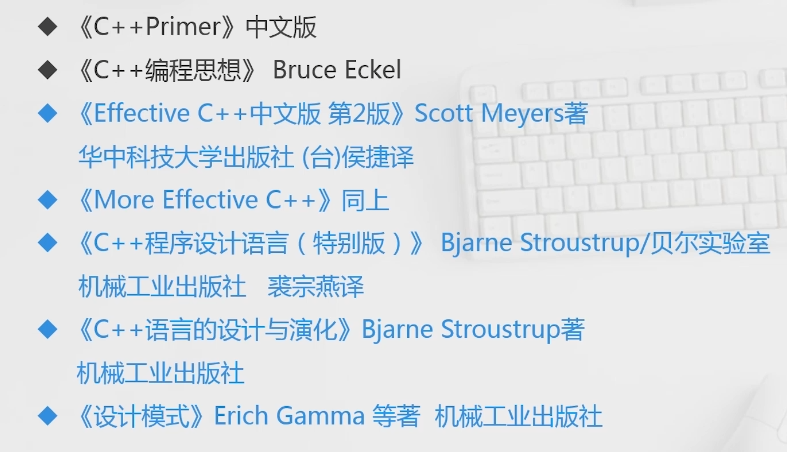 ◆ 《C++Primer》中文版
◆ 《C++编程思想》 Bruce Eckel
◆ 《Effective C++中文版 第2版》Scott Meyers著
华中科技大学出版社 (台)侯捷译
◆ 《More Effective C++》同上
◆ 《C++程序设计语言（特别版）》 Bjarne Stroustrup/贝尔实验室
机械工业出版社 裘宗燕译
◆ 《C++语言的设计与演化》Bjarne Stroustrup著
机械工业出版社
◆ 《设计模式》Erich Gamma 等著 机械工业出版社